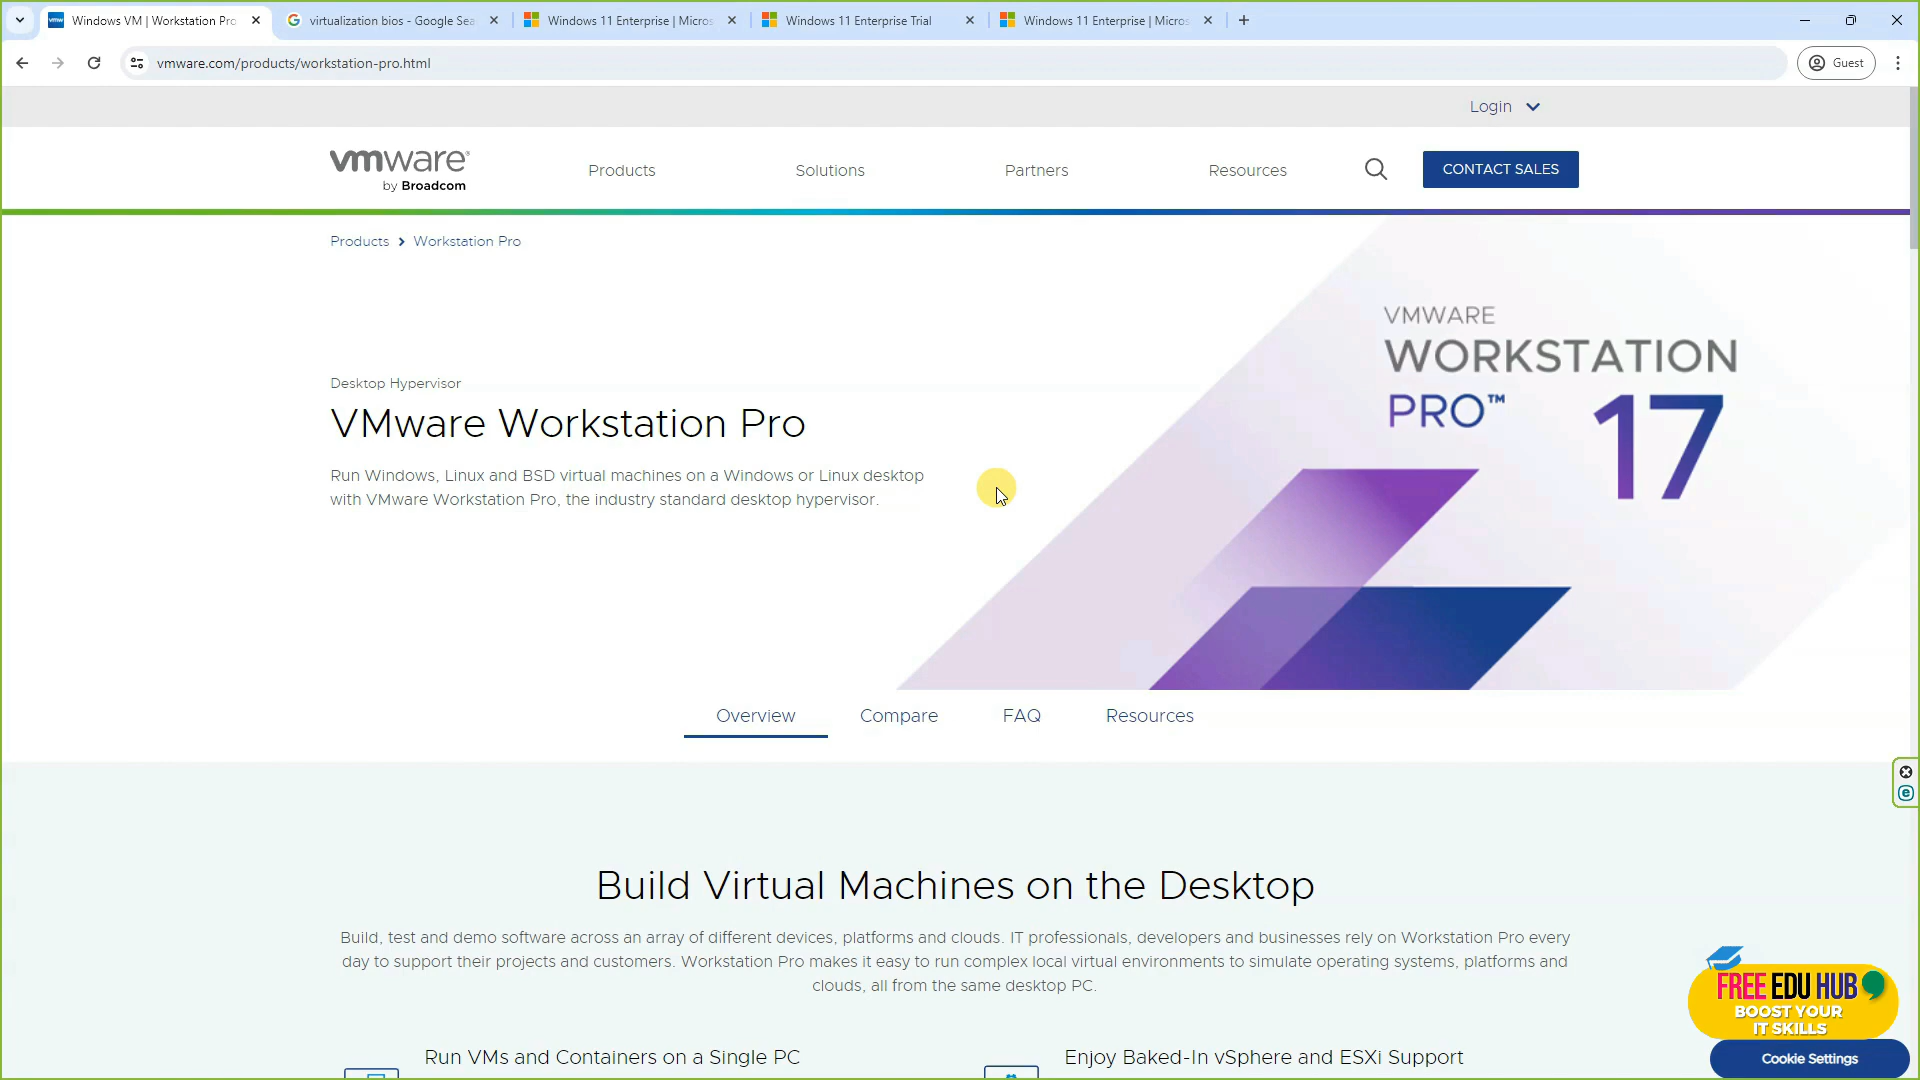 Windows VM | Workstation Pro
virtualization bios - Google Sea
Windows 11 Enterprise | Micros
Windows 11 Enterprise Trial
Windows 11 Enterprise | Micros
vmware.com/products/workstation-pro.html
Guest
Login
vmware®
by Broadcom
Products
Solutions
Partners
Resources
CONTACT SALES
Products > Workstation Pro
VMWARE
WORKSTATION
PRO™ 17
Desktop Hypervisor
VMware Workstation Pro
Run Windows, Linux and BSD virtual machines on a Windows or Linux desktop
with VMware Workstation Pro, the industry standard desktop hypervisor.
Overview
Compare
FAQ
Resources
Build Virtual Machines on the Desktop
Build, test and demo software across an array of different devices, platforms and clouds. IT professionals, developers and businesses rely on Workstation Pro every
day to support their projects and customers. Workstation Pro makes it easy to run complex local virtual environments to simulate operating systems, platforms and
clouds, all from the same desktop PC.
FREE EDU HUB
BOOST YOUR
IT SKILLS
Run VMs and Containers on a Single PC
Enjoy Baked-In vSphere and ESXi Support
Cookie Settings